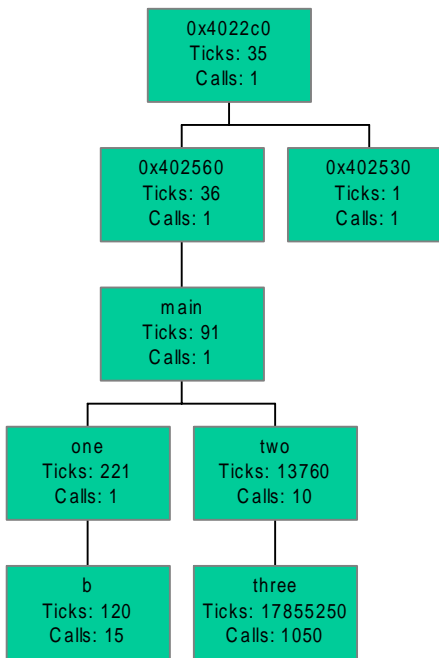 0x4022c0
Ticks: 35
Calls: 1
0x402560
Ticks: 36
Calls: 1
0x402530
Ticks: 1
Calls: 1
main
Ticks: 91
Calls: 1
one
Ticks: 221
Calls: 1
two
Ticks: 13760
Calls: 10
b
Ticks: 120
Calls: 15
three
Ticks: 17855250
Calls: 1050